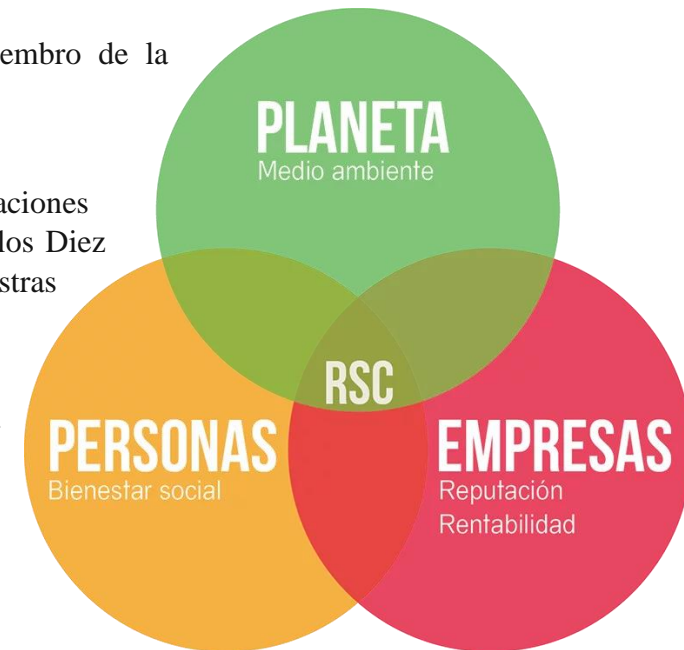 embro de la
aciones
los Diez
stras
PLANETA
Medio ambiente
RSC
PERSONAS
Bienestar social
EMPRESAS
Reputación
Rentabilidad